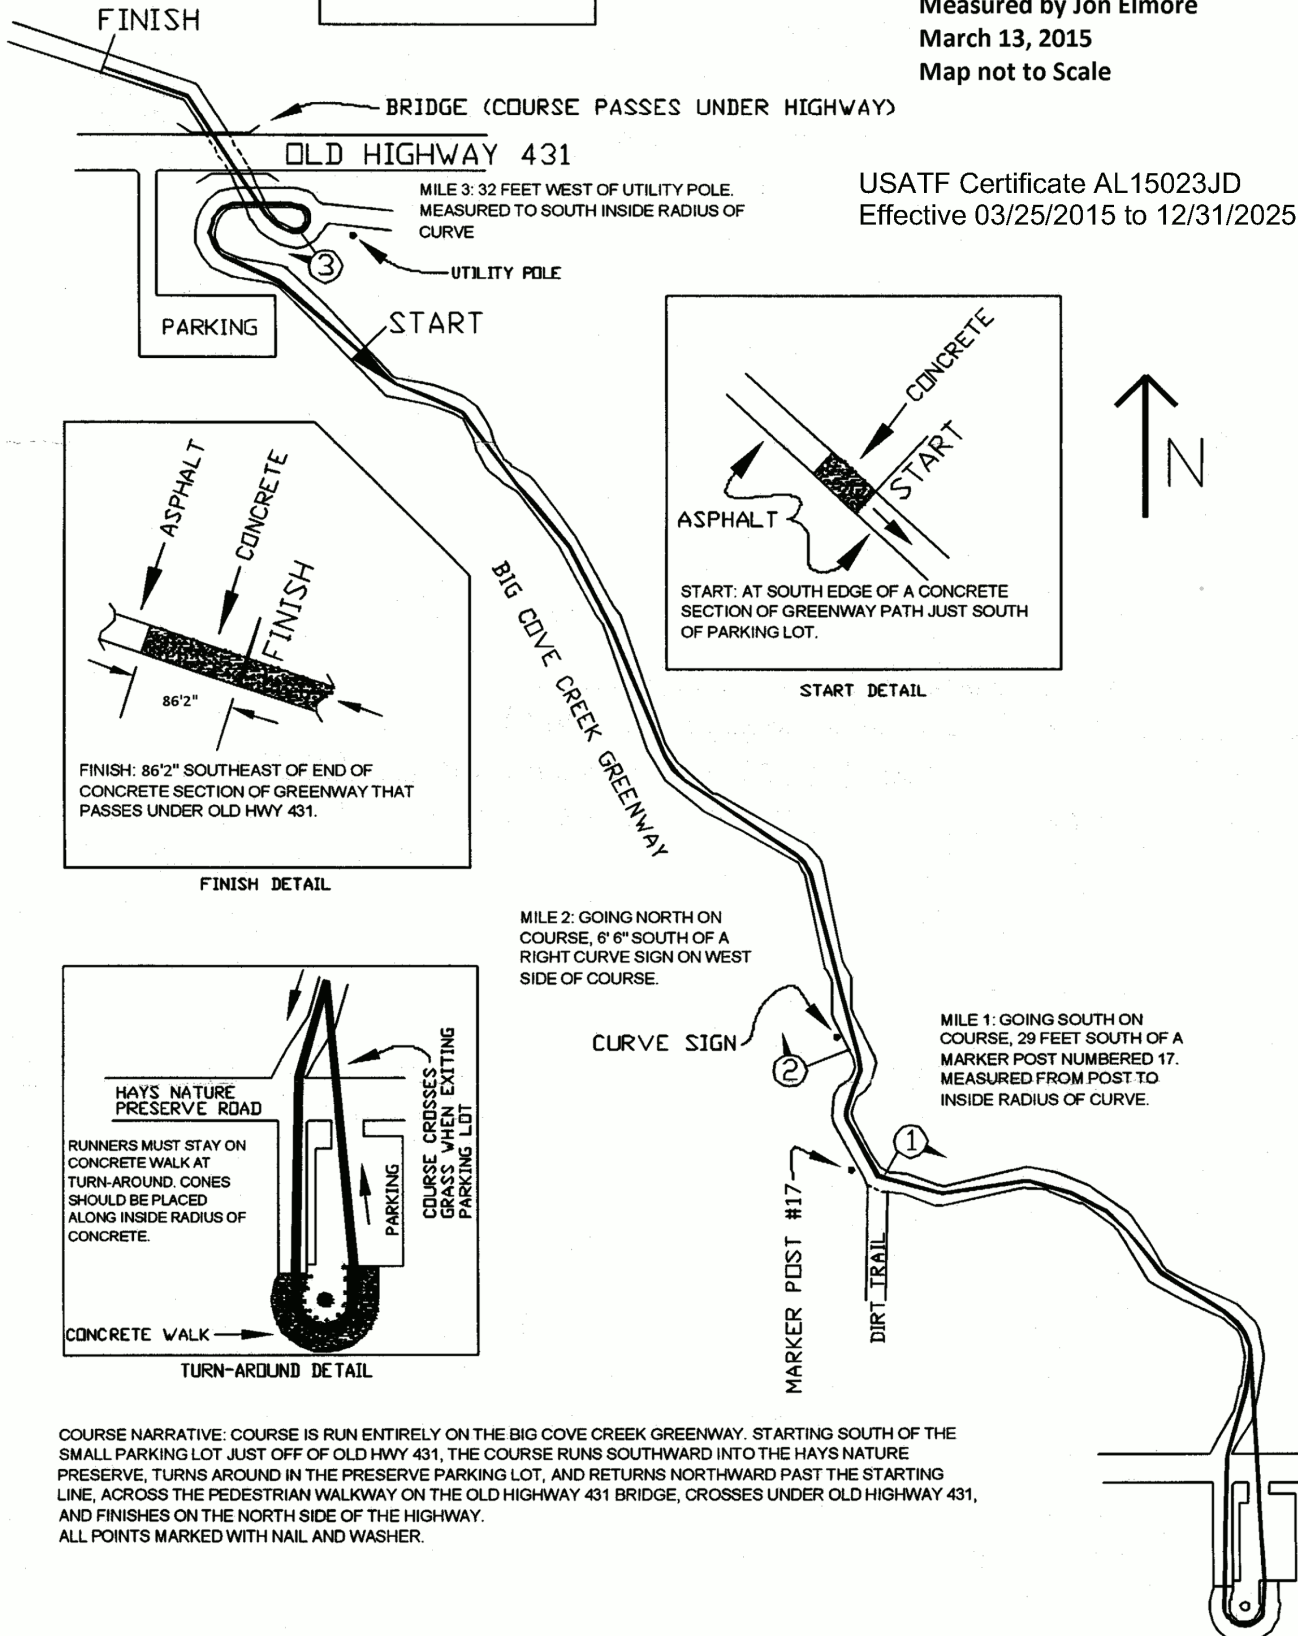 Measured by Jon Elmore
March 13, 2015
Map not to Scale
FINISH
BRIDGE (COURSE PASSES UNDER HIGHWAY)
OLD HIGHWAY 431
MILE 3: 32 FEET WEST OF UTILITY POLE.
MEASURED TO SOUTH INSIDE RADIUS OF
CURVE
USATF Certificate AL15023JD
Effective 03/25/2015 to 12/31/2025
3
UTILITY POLE
PARKING
START
CONCRETE
START
ASPHALT
START: AT SOUTH EDGE OF A CONCRETE
SECTION OF GREENWAY PATH JUST SOUTH
OF PARKING LOT.
START DETAIL
N
ASPHALT
CONCRETE
FINISH
86'2"
FINISH: 86'2" SOUTHEAST OF END OF
CONCRETE SECTION OF GREENWAY THAT
PASSES UNDER OLD HWY 431.
FINISH DETAIL
BIG COVE CREEK GREENWAY
MILE 2: GOING NORTH ON
COURSE, 6' 6" SOUTH OF A
RIGHT CURVE SIGN ON WEST
SIDE OF COURSE.
CURVE SIGN
2
MILE 1: GOING SOUTH ON
COURSE, 29 FEET SOUTH OF A
MARKER POST NUMBERED 17.
MEASURED FROM POST TO
INSIDE RADIUS OF CURVE.
1
MARKER POST #17
DIRT TRAIL
HAYS NATURE
PRESERVE ROAD
RUNNERS MUST STAY ON
CONCRETE WALK AT
TURN-AROUND. CONES
SHOULD BE PLACED
ALONG INSIDE RADIUS OF
CONCRETE.
COURSE CROSSES
GRASS WHEN EXITING
PARKING LOT
PARKING
CONCRETE WALK
TURN-AROUND DETAIL
COURSE NARRATIVE: COURSE IS RUN ENTIRELY ON THE BIG COVE CREEK GREENWAY. STARTING SOUTH OF THE
SMALL PARKING LOT JUST OFF OF OLD HWY 431, THE COURSE RUNS SOUTHWARD INTO THE HAYS NATURE
PRESERVE, TURNS AROUND IN THE PRESERVE PARKING LOT, AND RETURNS NORTHWARD PAST THE STARTING
LINE, ACROSS THE PEDESTRIAN WALKWAY ON THE OLD HIGHWAY 431 BRIDGE, CROSSES UNDER OLD HIGHWAY 431,
AND FINISHES ON THE NORTH SIDE OF THE HIGHWAY.
ALL POINTS MARKED WITH NAIL AND WASHER.